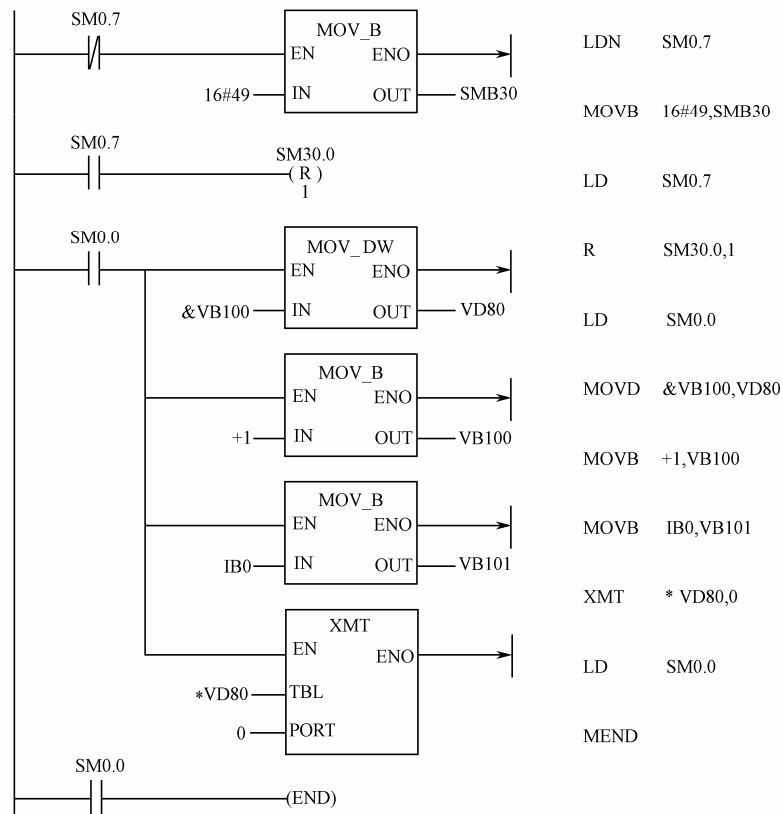 SM0.7
MOV_B
EN ENO
16#49 IN OUT SMB30
SM0.7
SM30.0
( R )
1
SM0.0
MOV_DW
EN ENO
&VB100 IN OUT VD80
MOV_B
EN ENO
+1 IN OUT VB100
MOV_B
EN ENO
IB0 IN OUT VB101
XMT
EN ENO
*VD80 TBL
0 PORT
SM0.0
(END)
LDN SM0.7
MOVB 16#49,SMB30
LD SM0.7
R SM30.0,1
LD SM0.0
MOVD &VB100,VD80
MOVB +1,VB100
MOVB IB0,VB101
XMT * VD80,0
LD SM0.0
MEND